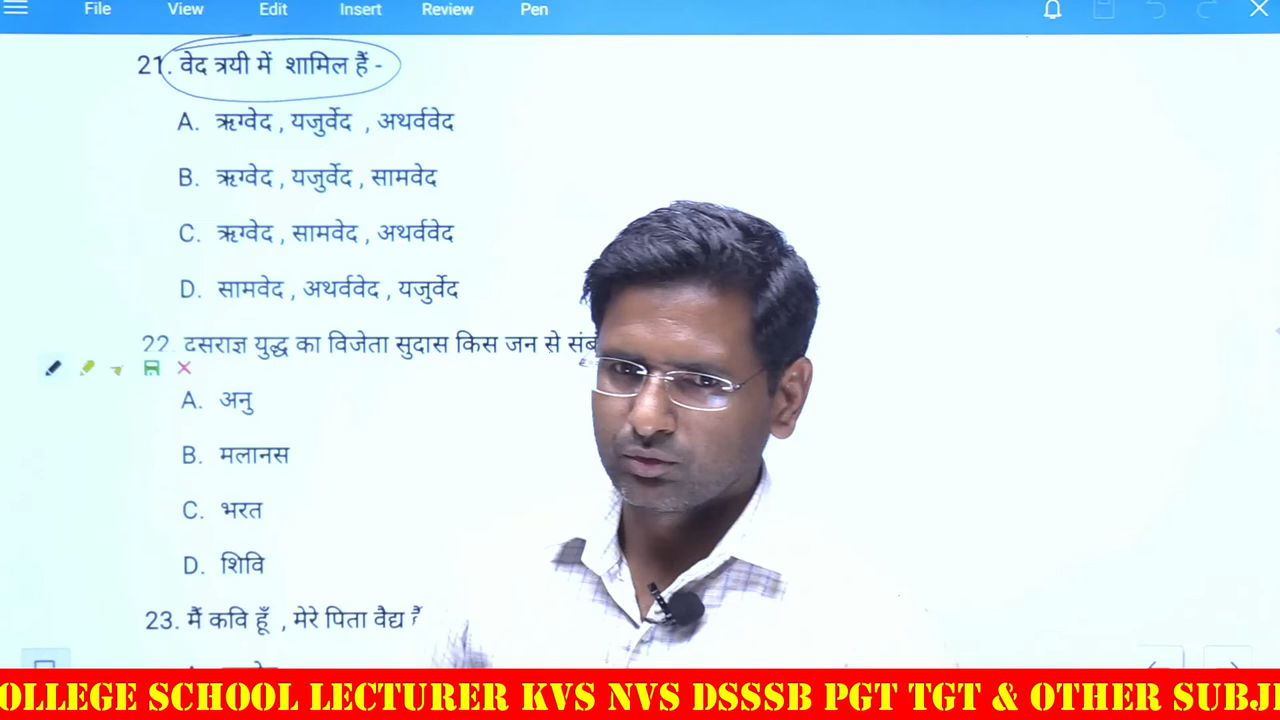 File View Edit Insert Review Pen
21. वेद त्रयी में शामिल हैं -
A. ऋग्वेद , यजुर्वेद , अथर्ववेद
B. ऋग्वेद , यजुर्वेद , सामवेद
C. ऋग्वेद , सामवेद , अथर्ववेद
D. सामवेद , अथर्ववेद , यजुर्वेद
22. दसराज्ञ युद्ध का विजेता सुदास किस जन से
A. अनु
B. मलानस
C. भरत
D. शिवि
23. मैं कवि हूँ , मेरे पिता वैद्य
OLLEGE SCHOOL LECTURER KVS NVS DSSSB PGT TGT & OTHER